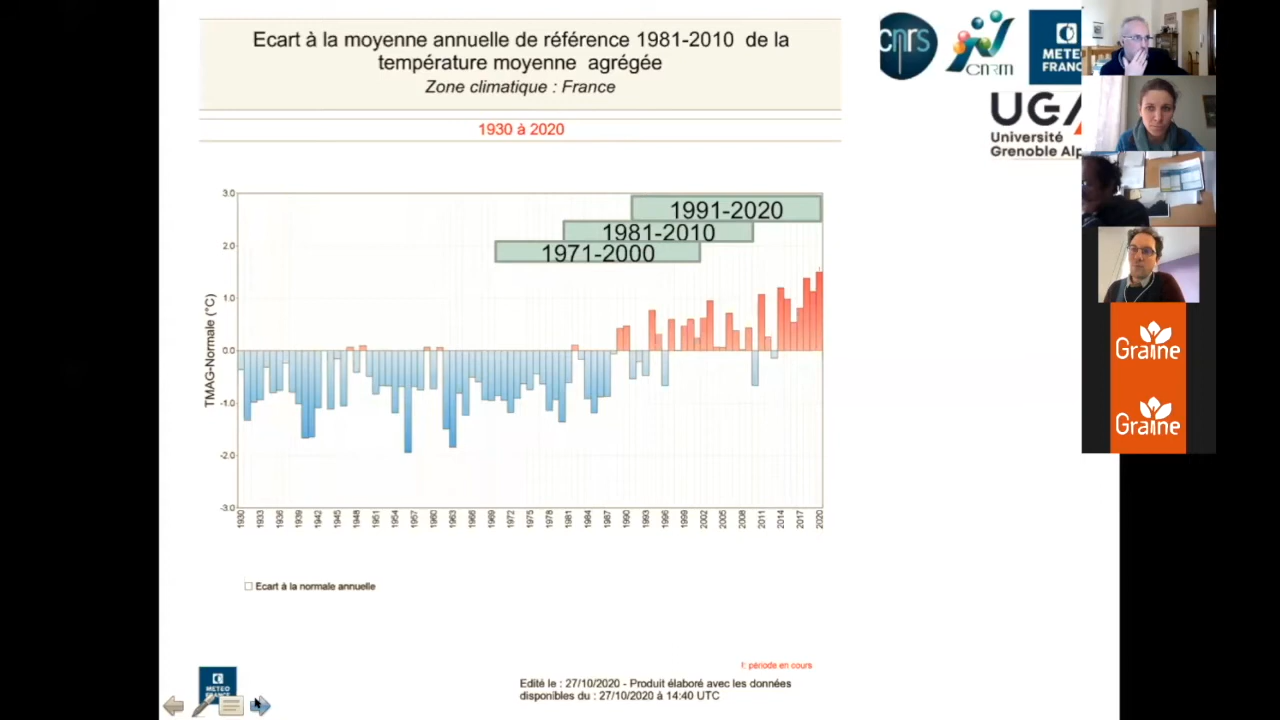 Ecart à la moyenne annuelle de référence 1981-2010 de la
température moyenne agrégée
Zone climatique : France
1930 à 2020
cnrs
CNRM
METEO
FRANC
UGA
Université
Grenoble Alp
3.0
2.0
1.0
0.0
-1.0
-2.0
-3.0
TMAG-Normale (°C)
1991-2020
1981-2010
1971-2000
1930
1933
1936
1939
1942
1945
1948
1951
1954
1957
1960
1963
1966
1969
1972
1975
1978
1981
1984
1987
1990
1993
1996
1999
2002
2005
2008
2011
2014
2017
2020
Ecart à la normale annuelle
Graine
Graine
!: période en cours
Edité le : 27/10/2020 - Produit élaboré avec les données
disponibles du : 27/10/2020 à 14:40 UTC
METEO
FRANCE